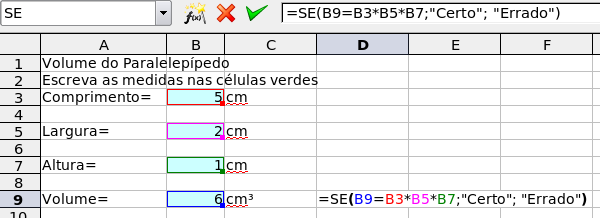 SE =SE(B9=B3*B5*B7;"Certo"; "Errado")
A B C D E F
1 Volume do Paralelepípedo
2 Escreva as medidas nas células verdes
3 Comprimento= 5 cm
4
5 Largura= 2 cm
6
7 Altura= 1 cm
8
9 Volume= 6 cm³ =SE(B9=B3*B5*B7;"Certo"; "Errado")
10